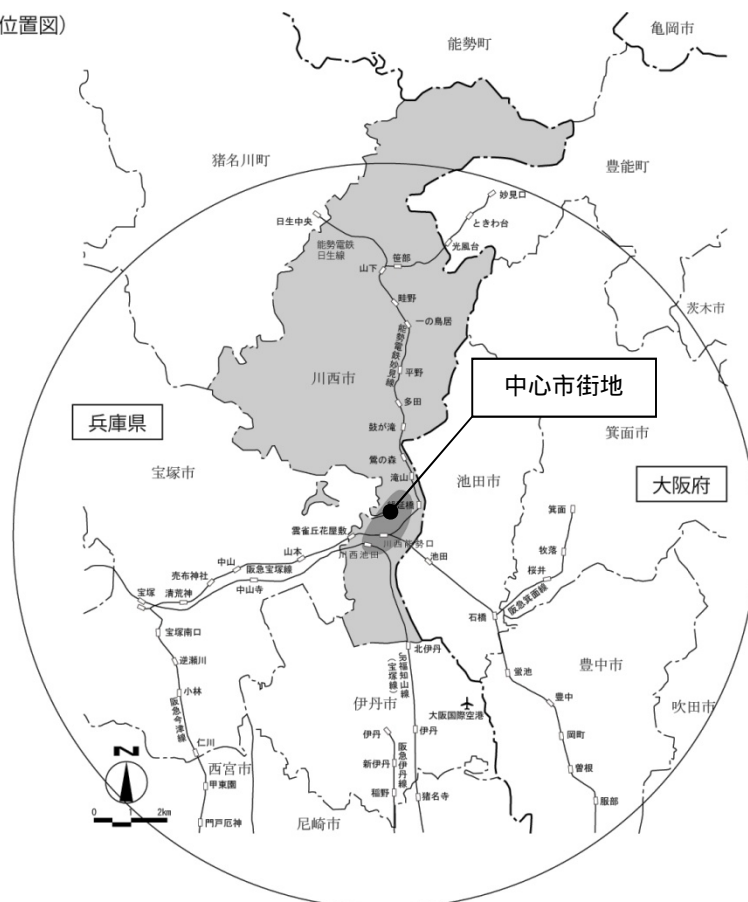 位置図)
亀岡市
能勢町
猪名川町
豊能町
妙見口
日生中央
ときわ台
能勢電鉄
日生線
光風台
笹部
山下
茨木市
畦野
一の鳥居
能勢電鉄妙見線
川西市
平野
中心市街地
多田
兵庫県
鼓が滝
箕面市
鶯の森
宝塚市
滝山
池田市
大阪府
箕面
雲雀丘花屋敷
川西能勢口
川西池田
池田
牧落
山本
中山
桜井
売布神社
阪急宝塚線
中山寺
阪急箕面線
宝塚
清荒神
石橋
宝塚南口
北伊丹
JR福知山線
(宝塚線)
豊中市
逆瀬川
蛍池
伊丹市
吹田市
小林
豊中
阪急今津線
大阪国際空港
岡町
伊丹
伊丹
仁川
西宮市
阪急伊丹線
新伊丹
曽根
N
甲東園
稲野
猪名寺
服部
0 1 2km
門戸厄神
尼崎市